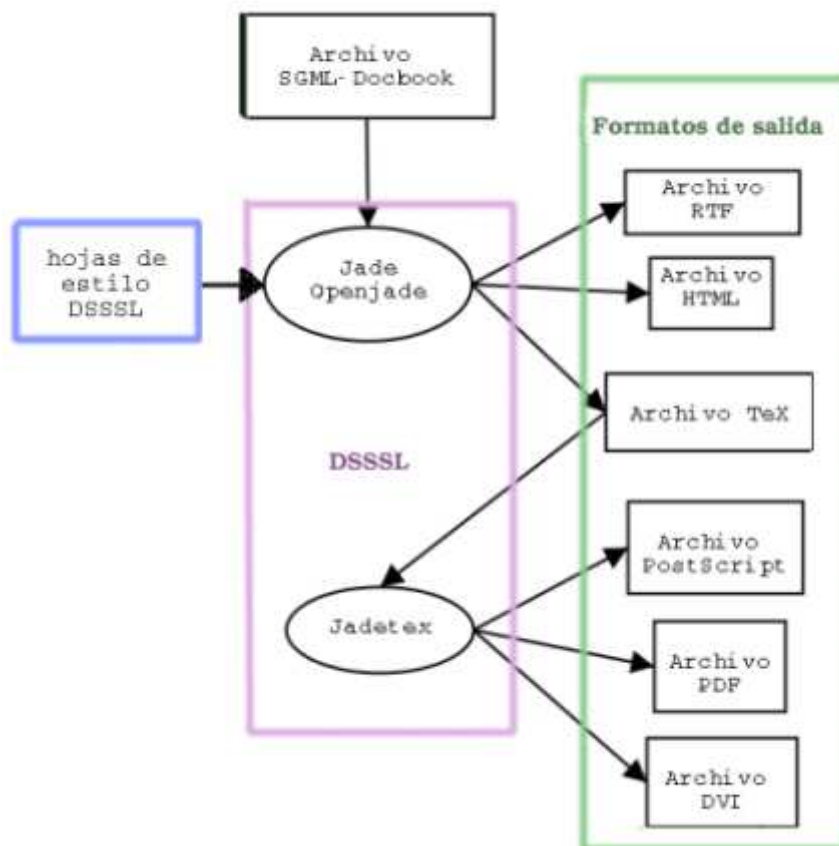 Archivo
SGML-Docbook
Formatos de salida
Archivo
RTF
hojas de
estilo
DSSSL
Jade
Openjade
Archivo
HTML
Archivo TeX
DSSSL
Archivo
PostScript
Jadetex
Archivo
PDF
Archivo
DVI